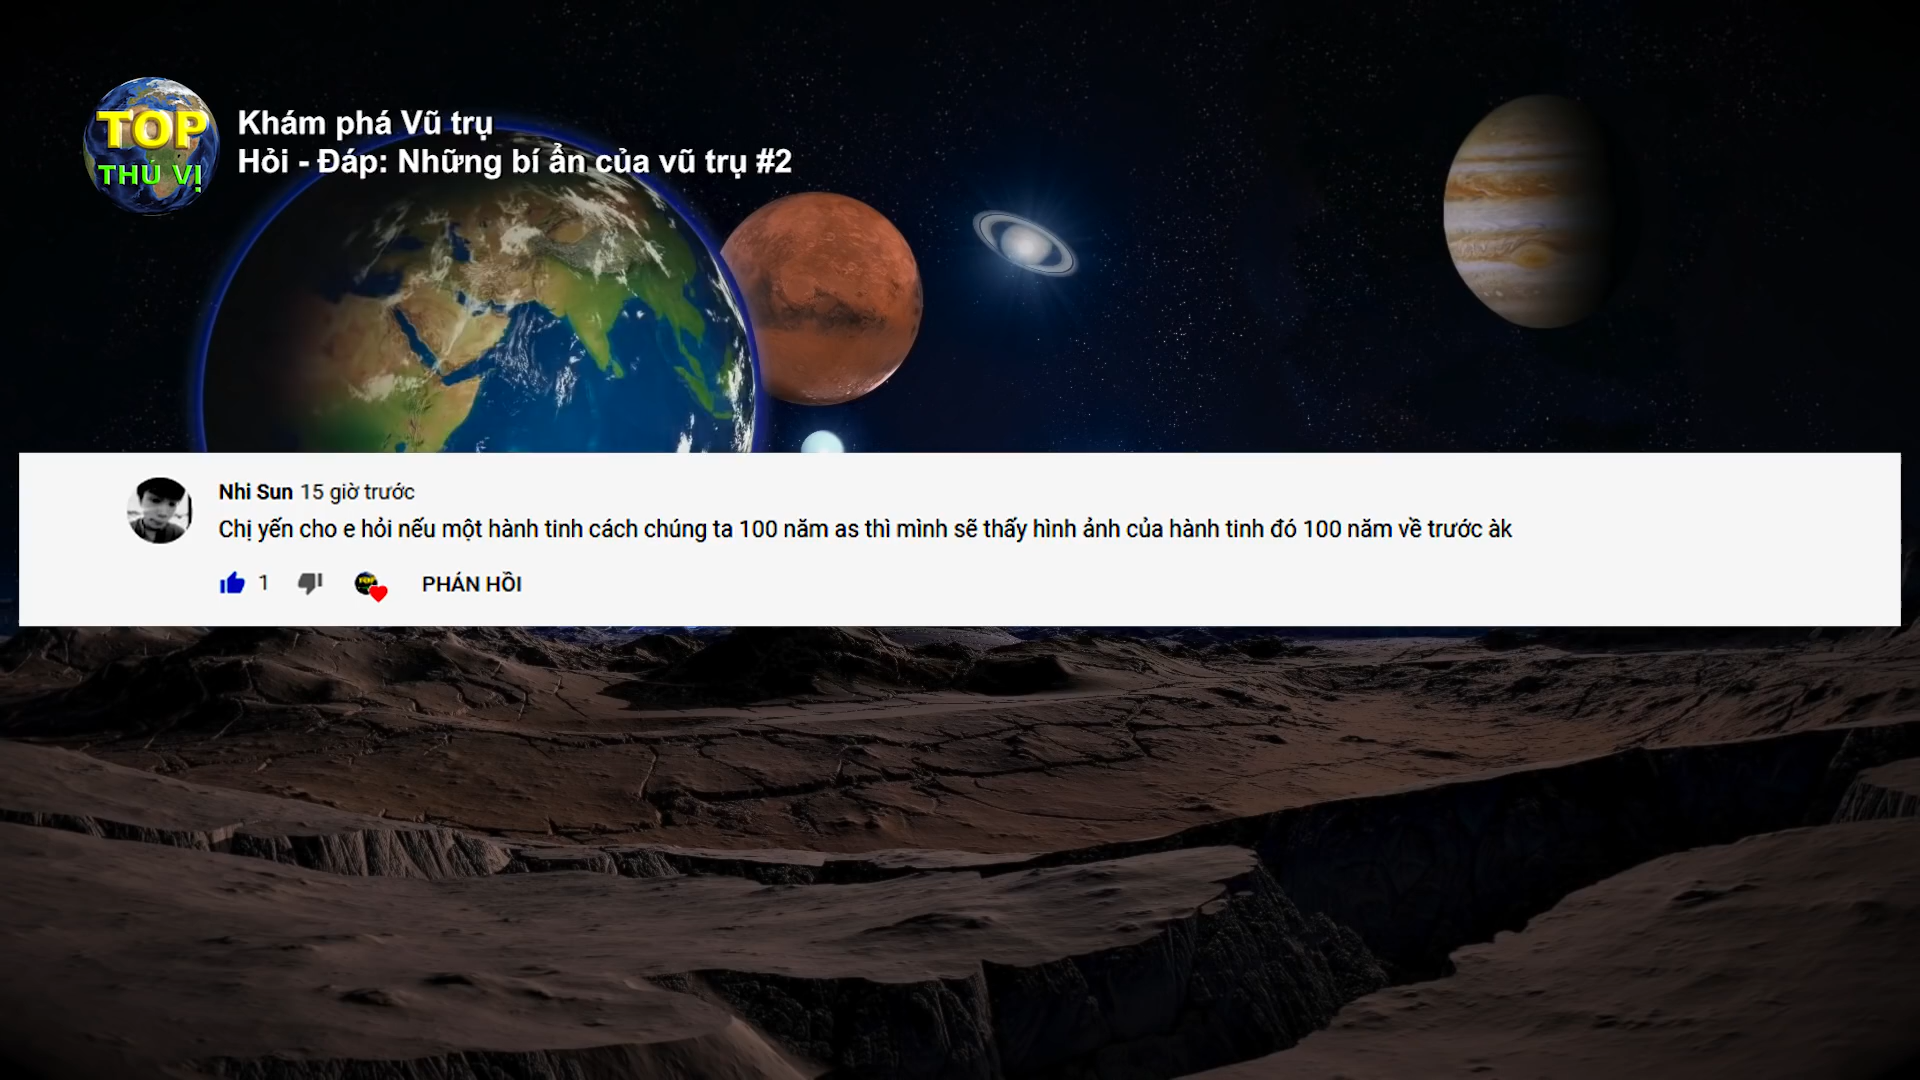 TOP
THÚ VỊ
Khám phá Vũ trụ
Hỏi - Đáp: Những bí ẩn của vũ trụ #2
Nhi Sun 15 giờ trước
Chị yến cho e hỏi nếu một hành tinh cách chúng ta 100 năm as thì mình sẽ thấy hình ảnh của hành tinh đó 100 năm về trước àk
1
PHẢN HỒI